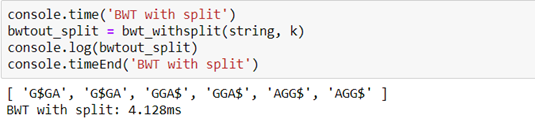 console.time('BWT with split')
bwtout_split = bwt_withsplit(string, k)
console.log(bwtout_split)
console.timeEnd('BWT with split')
[ 'G$GA', 'G$GA', 'GGA$', 'GGA$', 'AGG$', 'AGG$' ]
BWT with split: 4.128ms